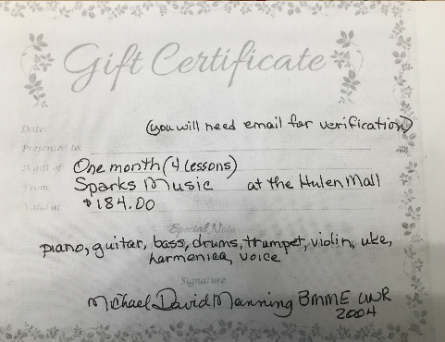 Gift Certificate
Date: (you will need email for verification)
Presented to:
A gift of: One month (4 lessons)
From: Sparks Music at the Hulen Mall
Valid at: $184.00
Special Note
piano, guitar, bass, drums, trumpet, violin, uke,
harmonica, voice
Signature
Michael David Manning BMME UNR
2004